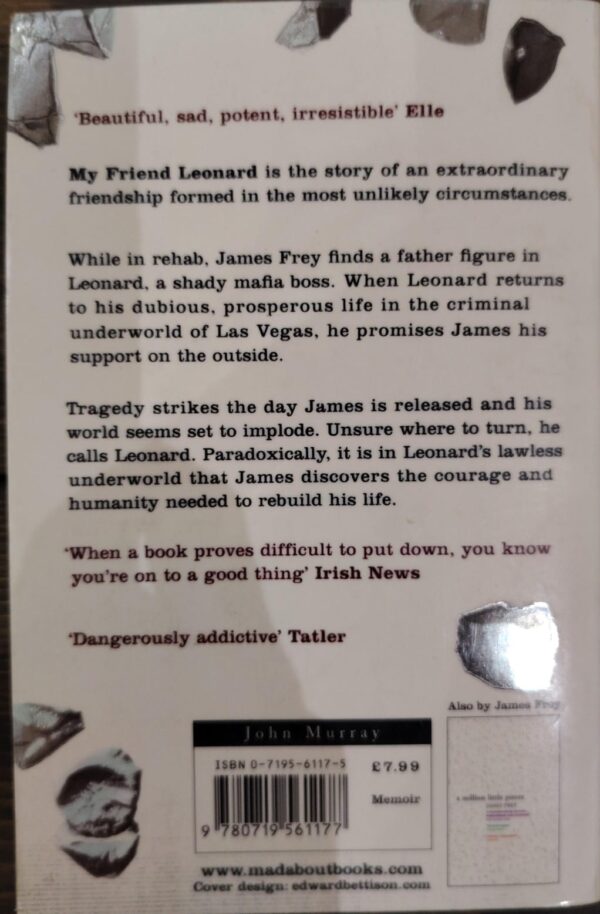 ‘Beautiful, sad, potent, irresistible’ Elle
My Friend Leonard is the story of an extraordinary
friendship formed in the most unlikely circumstances.
While in rehab, James Frey finds a father figure in
Leonard, a shady mafia boss. When Leonard returns
to his dubious, prosperous life in the criminal
underworld of Las Vegas, he promises James his
support on the outside.
Tragedy strikes the day James is released and his
world seems set to implode. Unsure where to turn, he
calls Leonard. Paradoxically, it is in Leonard’s lawless
underworld that James discovers the courage and
humanity needed to rebuild his life.
‘When a book proves difficult to put down, you know
you’re on to a good thing’ Irish News
‘Dangerously addictive’ Tatler
Also by James Frey
a million little pieces
james frey
John Murray
ISBN 0-7195-6117-5
£7.99
Memoir
9 780719 561177
www.madaboutbooks.com
Cover design: edwardbettison.com